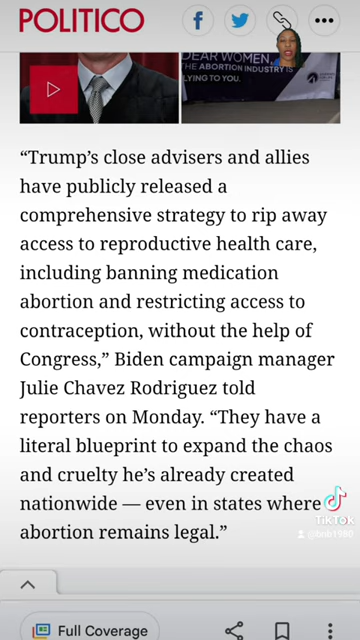 POLITICO
DEAR WOMEN,
THE ABORTION INDUSTRY IS
LYING TO YOU.
“Trump’s close advisers and allies
have publicly released a
comprehensive strategy to rip away
access to reproductive health care,
including banning medication
abortion and restricting access to
contraception, without the help of
Congress,” Biden campaign manager
Julie Chavez Rodriguez told
reporters on Monday. “They have a
literal blueprint to expand the chaos
and cruelty he’s already created
nationwide — even in states where
abortion remains legal.”
TikTok
@bnb1580
Full Coverage